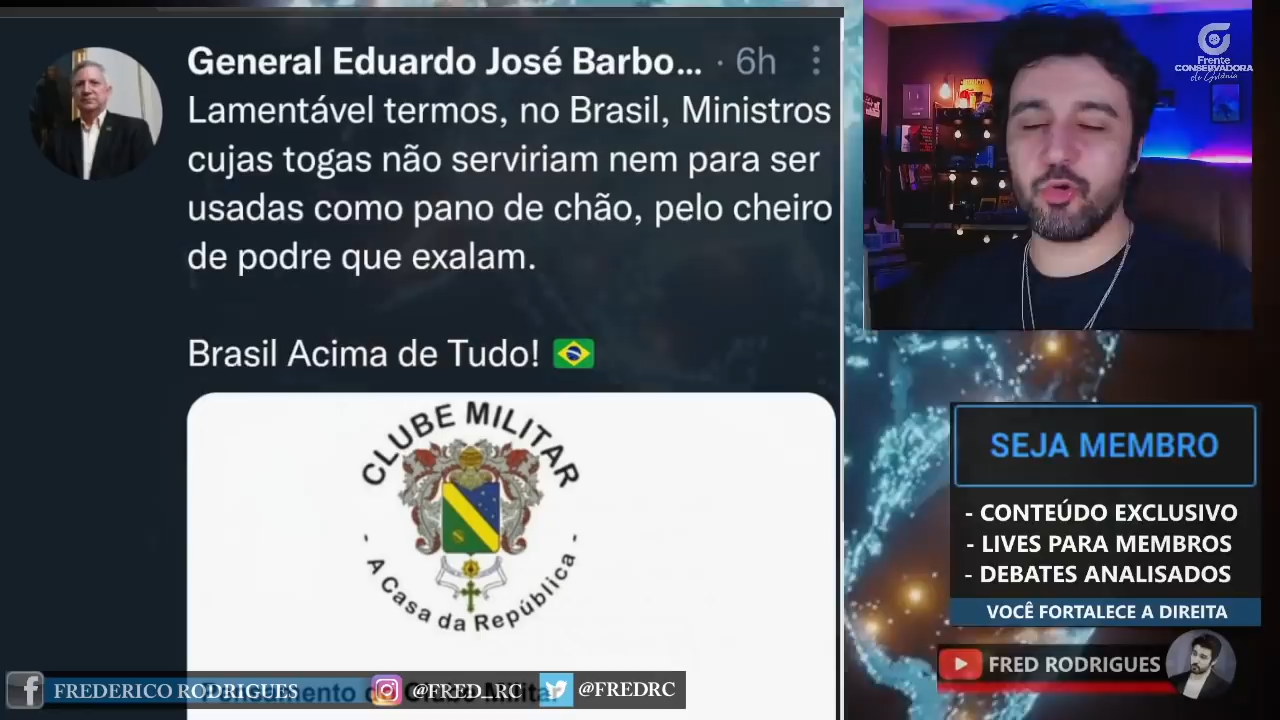 General Eduardo José Barbo... · 6h
Lamentável termos, no Brasil, Ministros
cujas togas não serviriam nem para ser
usadas como pano de chão, pelo cheiro
de podre que exalam.
Brasil Acima de Tudo!
CLUBE MILITAR
- A Casa da República -
Frente
CONSERVADORA
de Goiânia
SEJA MEMBRO
- CONTEÚDO EXCLUSIVO
- LIVES PARA MEMBROS
- DEBATES ANALISADOS
VOCÊ FORTALECE A DIREITA
FRED RODRIGUES
FREDERICO RODRIGUES
@FRED_RC
@FREDRC